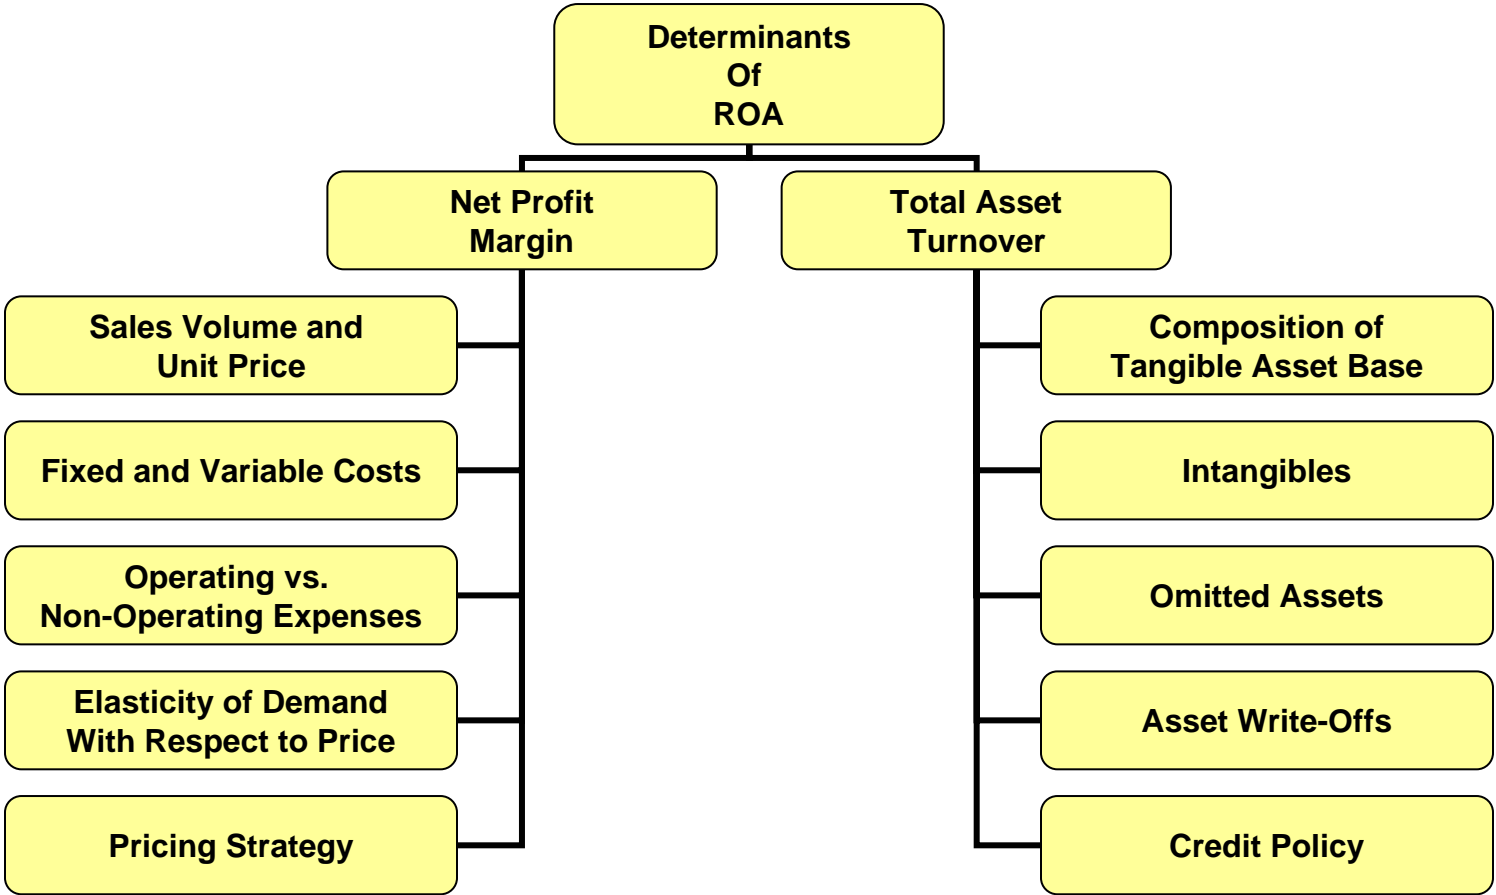 Determinants
Of
ROA
Net Profit
Margin
Total Asset
Turnover
Sales Volume and
Unit Price
Fixed and Variable Costs
Operating vs.
Non-Operating Expenses
Elasticity of Demand
With Respect to Price
Pricing Strategy
Composition of
Tangible Asset Base
Intangibles
Omitted Assets
Asset Write-Offs
Credit Policy